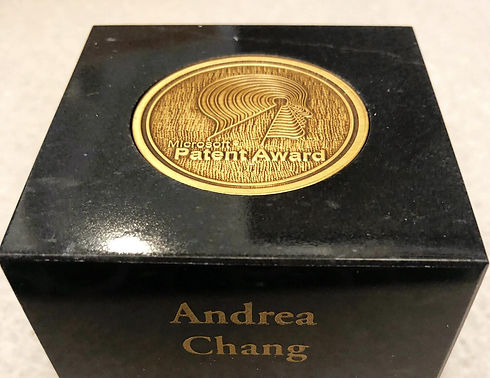 Microsoft
Patent Award
Andrea
Chang